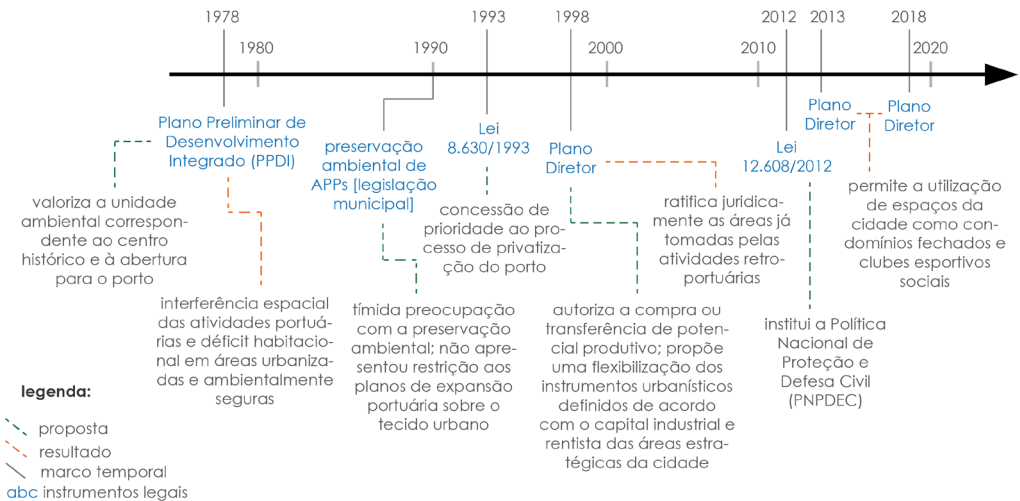 1978
1993
1998
2012
2013
2018
1980
1990
2000
2010
2020
Plano Preliminar de
Desenvolvimento
Integrado (PPDI)
valoriza a unidade
ambiental correspon-
dente ao centro
histórico e à abertura
para o porto
interferência espacial
das atividades portuá-
rias e déficit habitacio-
nal em áreas urbaniza-
das e ambientalmente
seguras
preservação
ambiental de
APPs [legislação
municipal]
tímida preocupação
com a preservação
ambiental; não apre-
sentou restrição aos
planos de expansão
portuária sobre o
tecido urbano
Lei
8.630/1993
concessão de
prioridade ao pro-
cesso de privatiza-
ção do porto
Plano
Diretor
autoriza a compra ou
transferência de poten-
cial produtivo; propõe
uma flexibilização dos
instrumentos urbanísticos
definidos de acordo
com o capital industrial e
rentista das áreas estra-
tégicas da cidade
ratifica juridica-
mente as áreas já
tomadas pelas
atividades retro-
portuárias
Lei
12.608/2012
institui a Política
Nacional de
Proteção e
Defesa Civil
(PNPDEC)
Plano
Diretor
Plano
Diretor
permite a utilização
de espaços da
cidade como con-
domínios fechados e
clubes esportivos
sociais
legenda:
proposta
resultado
marco temporal
abc instrumentos legais